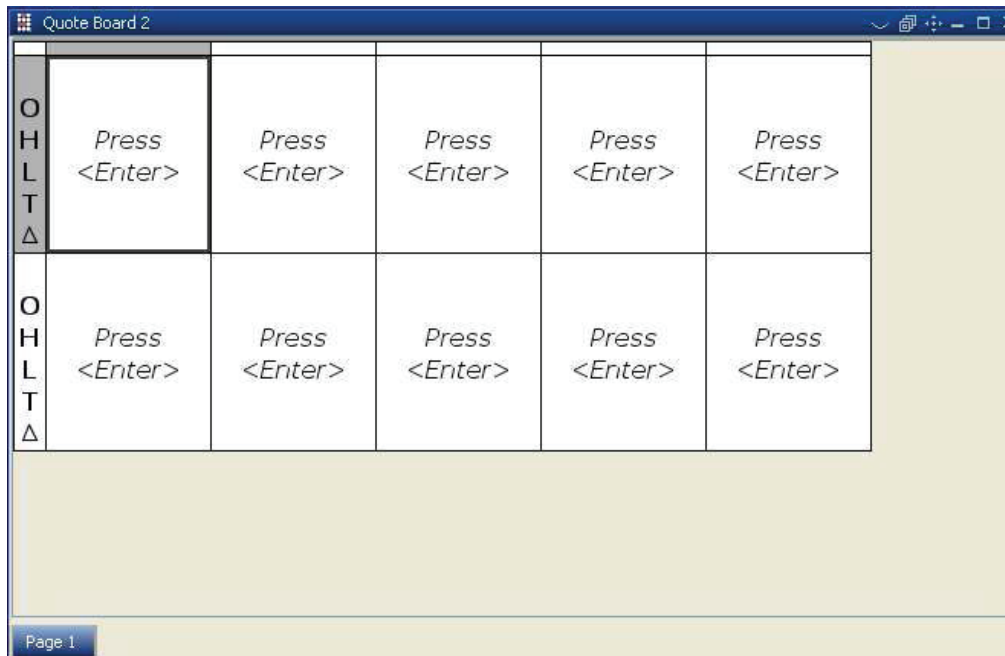 Quote Board 2
O
H
L
T
Δ
Press Press Press Press Press
<Enter> <Enter> <Enter> <Enter> <Enter>
O
H
L
T
Δ
Press Press Press Press Press
<Enter> <Enter> <Enter> <Enter> <Enter>
Page 1